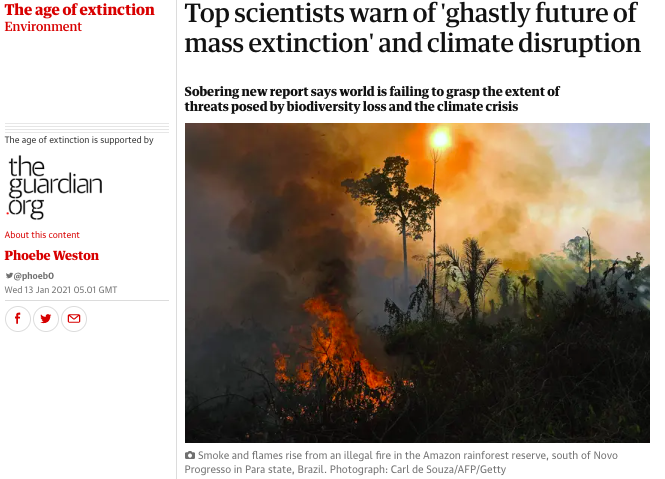 The age of extinction
Environment
Top scientists warn of 'ghastly future of
mass extinction' and climate disruption
Sobering new report says world is failing to grasp the extent of
threats posed by biodiversity loss and the climate crisis
The age of extinction is supported by
the
guardian
.org
About this content
Phoebe Weston
@phoeb0
Wed 13 Jan 2021 05.01 GMT
Smoke and flames rise from an illegal fire in the Amazon rainforest reserve, south of Novo
Progresso in Para state, Brazil. Photograph: Carl de Souza/AFP/Getty